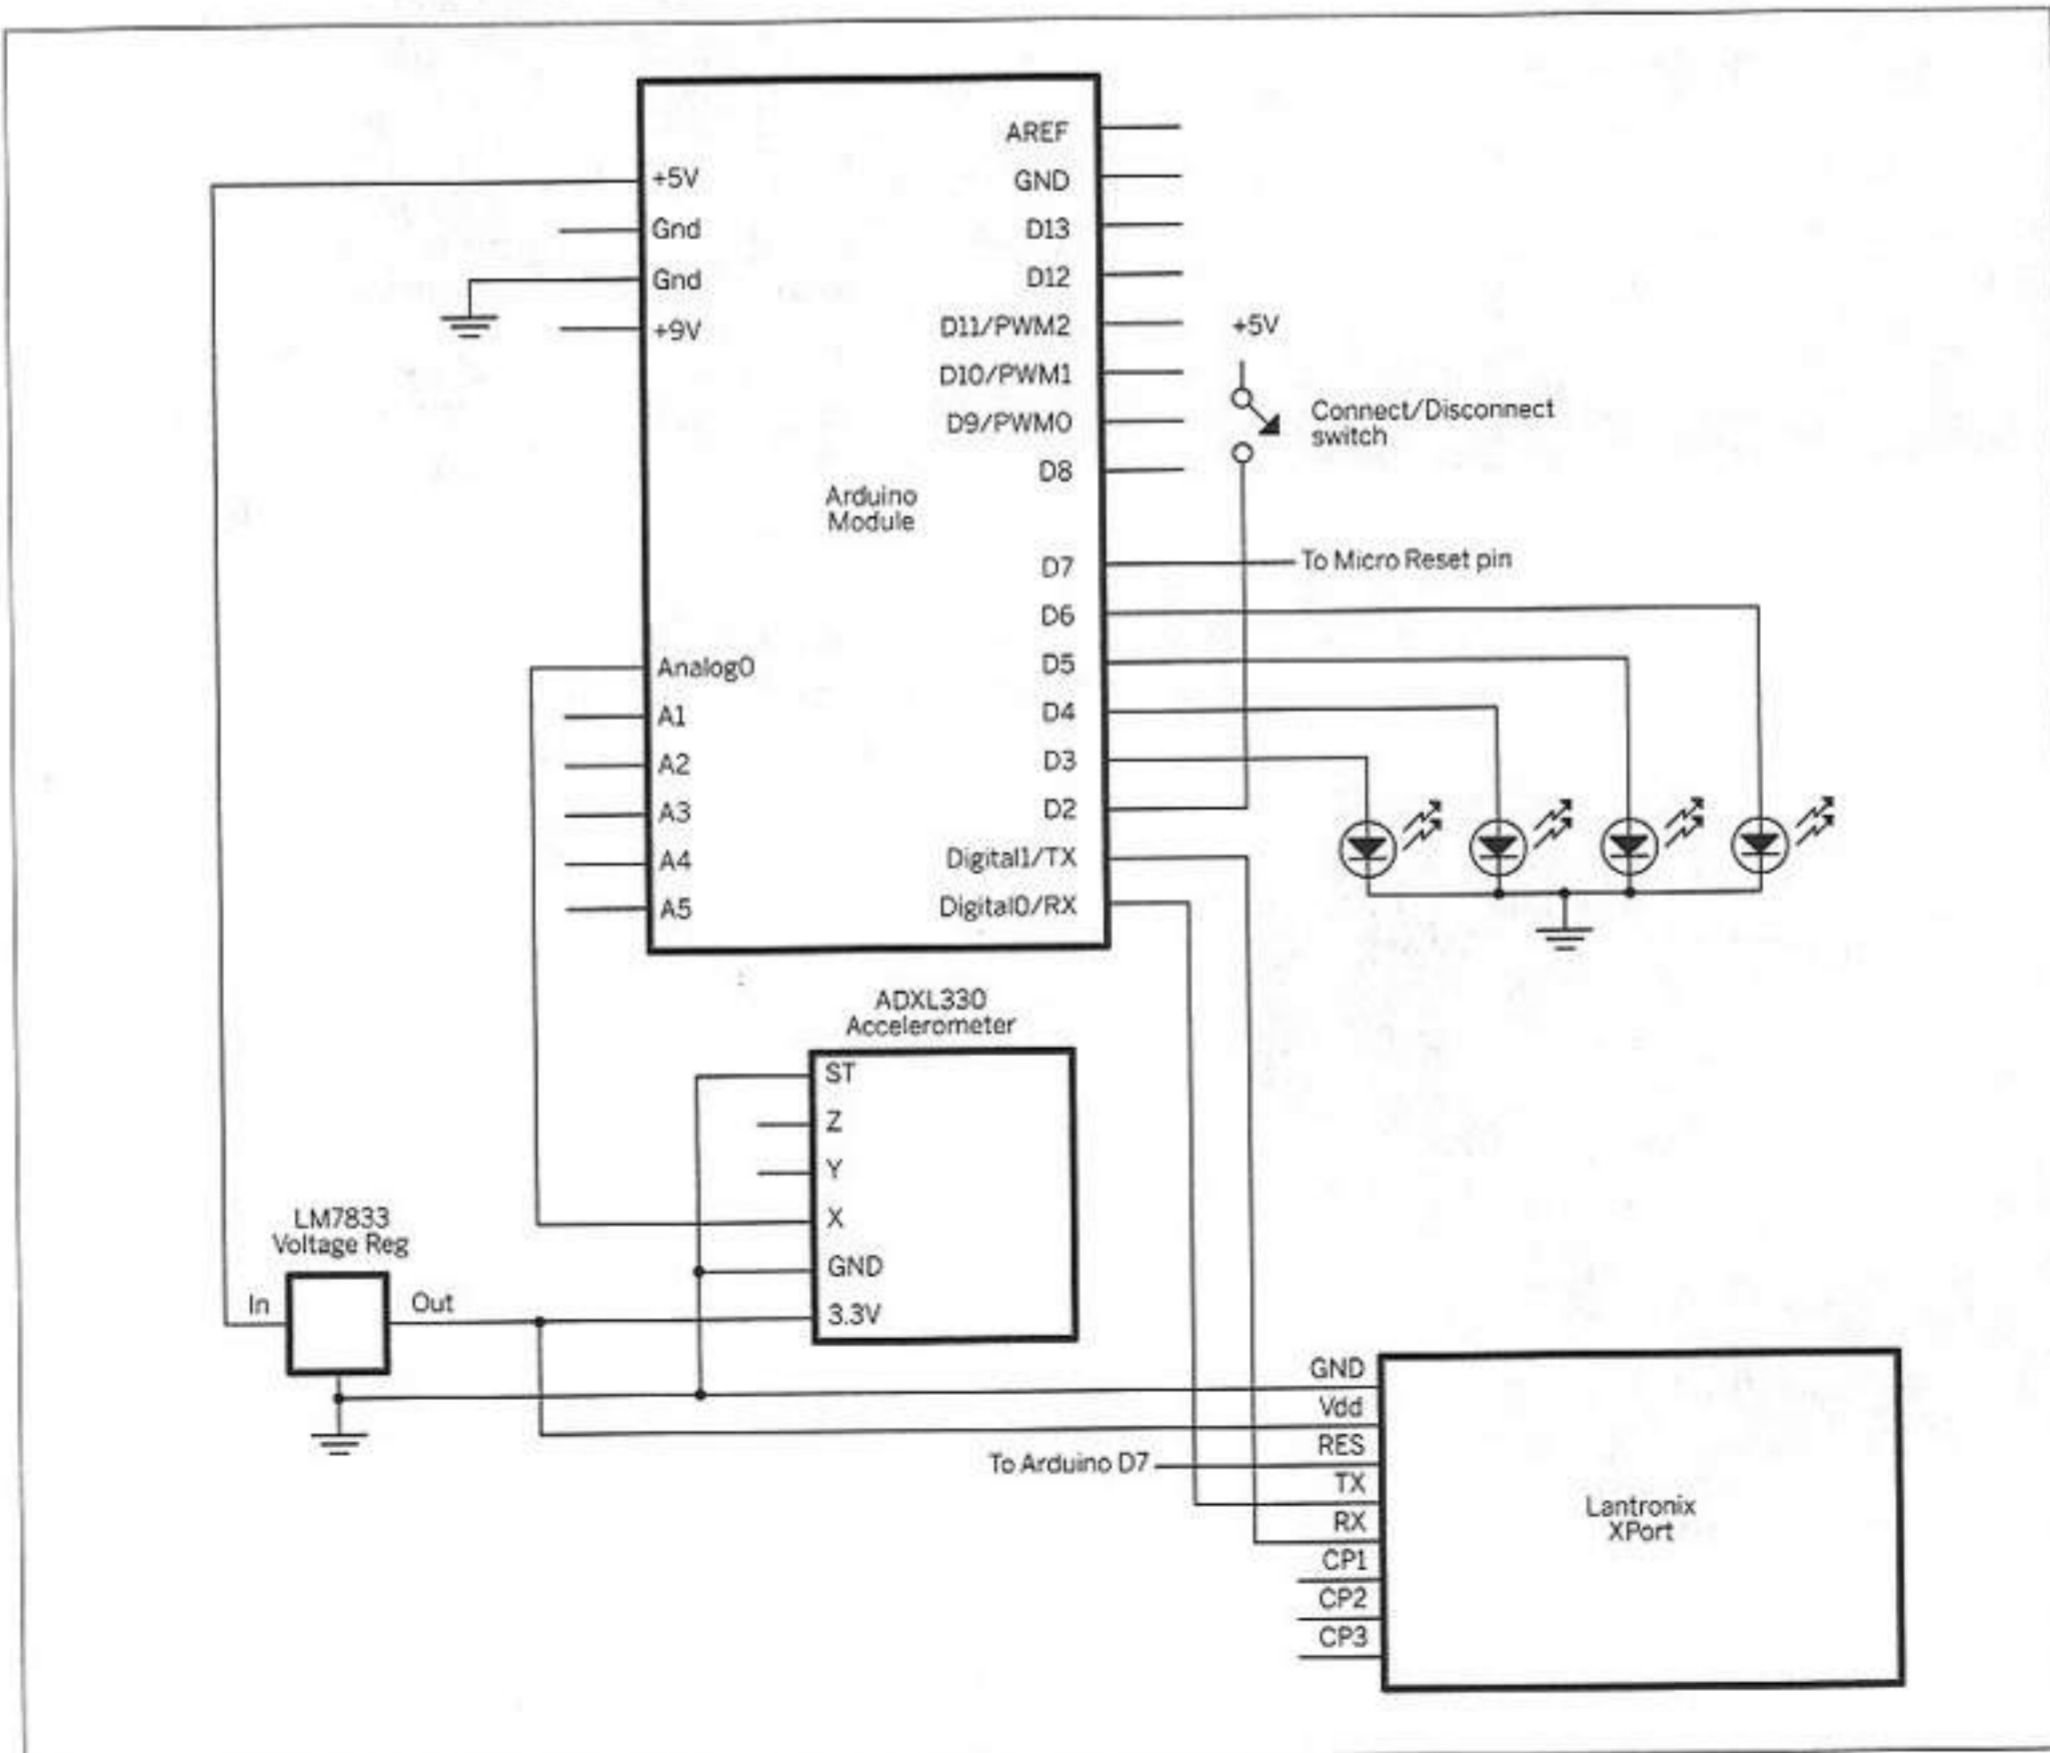 AREF
+5V
GND
Gnd
D13
Gnd
D12
+9V
D11/PWM2
+5V
D10/PWM1
D9/PWM0
Connect/Disconnect
switch
D8
Arduino
Module
D7
To Micro Reset pin
D6
Analog0
D5
A1
D4
A2
D3
A3
D2
A4
Digital1/TX
A5
Digital0/RX
ADXL330
Accelerometer
ST
Z
Y
X
GND
3.3V
LM7833
Voltage Reg
In
Out
GND
Vdd
RES
To Arduino D7
TX
RX
CP1
CP2
CP3
Lantronix
XPort